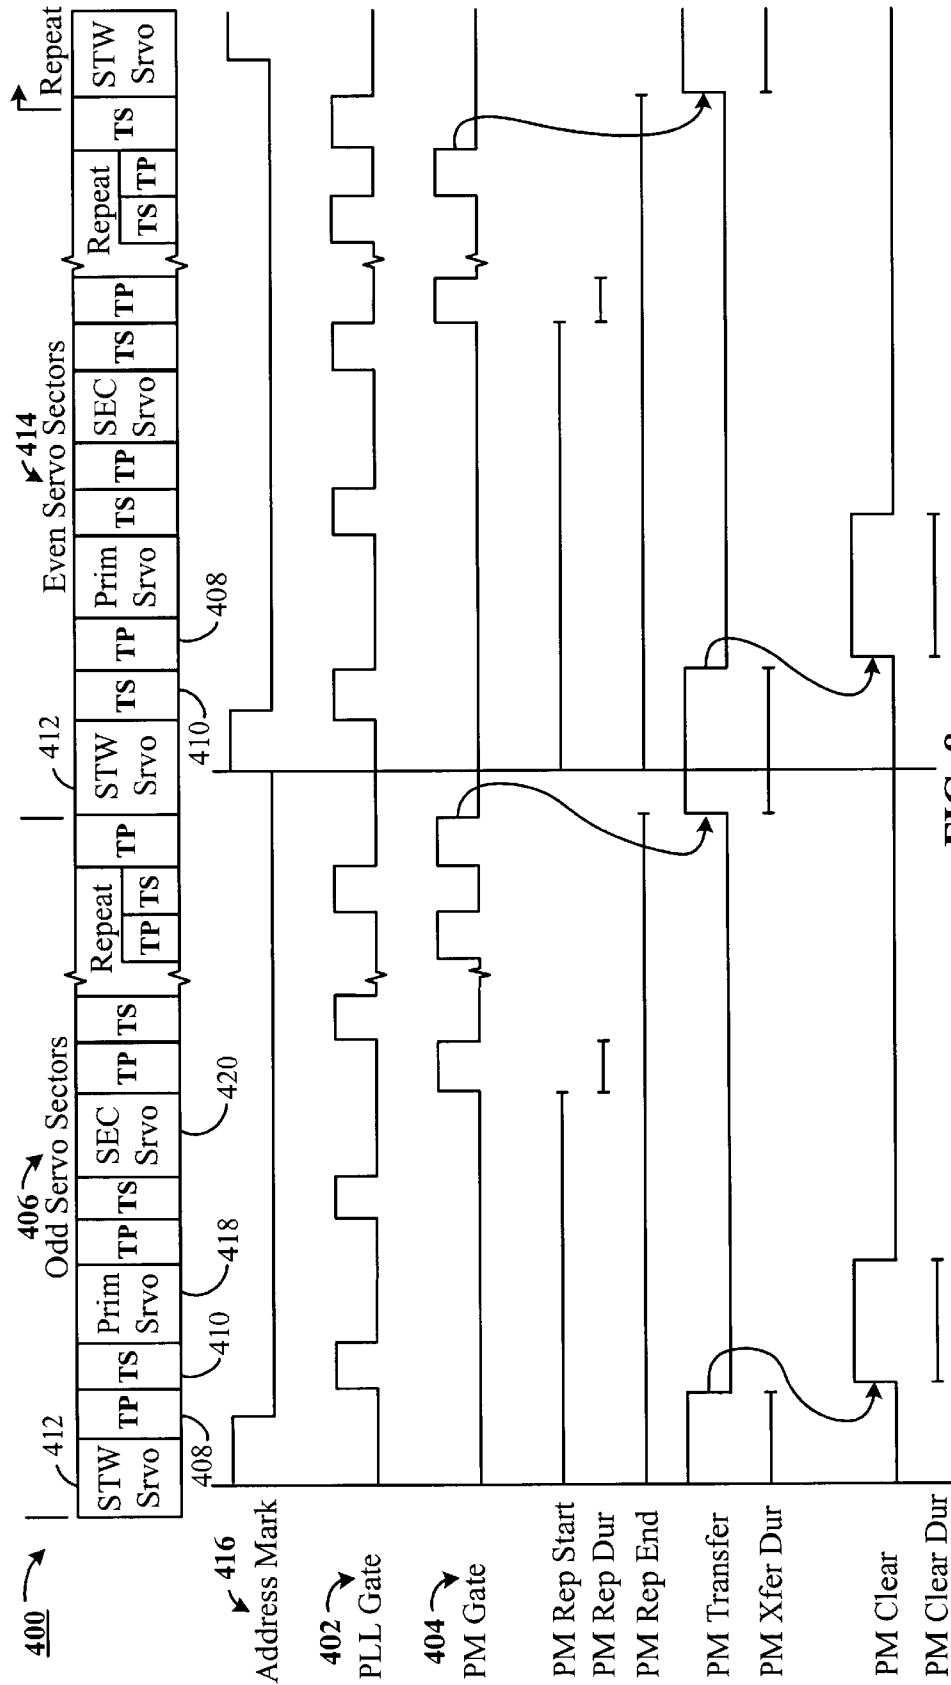 400
412
406
Odd Servo Sectors
412
414
Even Servo Sectors
Repeat
STW Srvo
TP
TS
Prim Srvo
TP
TS
SEC Srvo
TP
TS
Repeat
TP
TS
TP
STW Srvo
TS
TP
Prim Srvo
TS
TP
SEC Srvo
TS
TP
Repeat
TS
TP
TS
STW Srvo
408
410
418
420
410
408
416
Address Mark
402
PLL Gate
404
PM Gate
PM Rep Start
PM Rep Dur
PM Rep End
PM Transfer
PM Xfer Dur
PM Clear
PM Clear Dur
FIG.